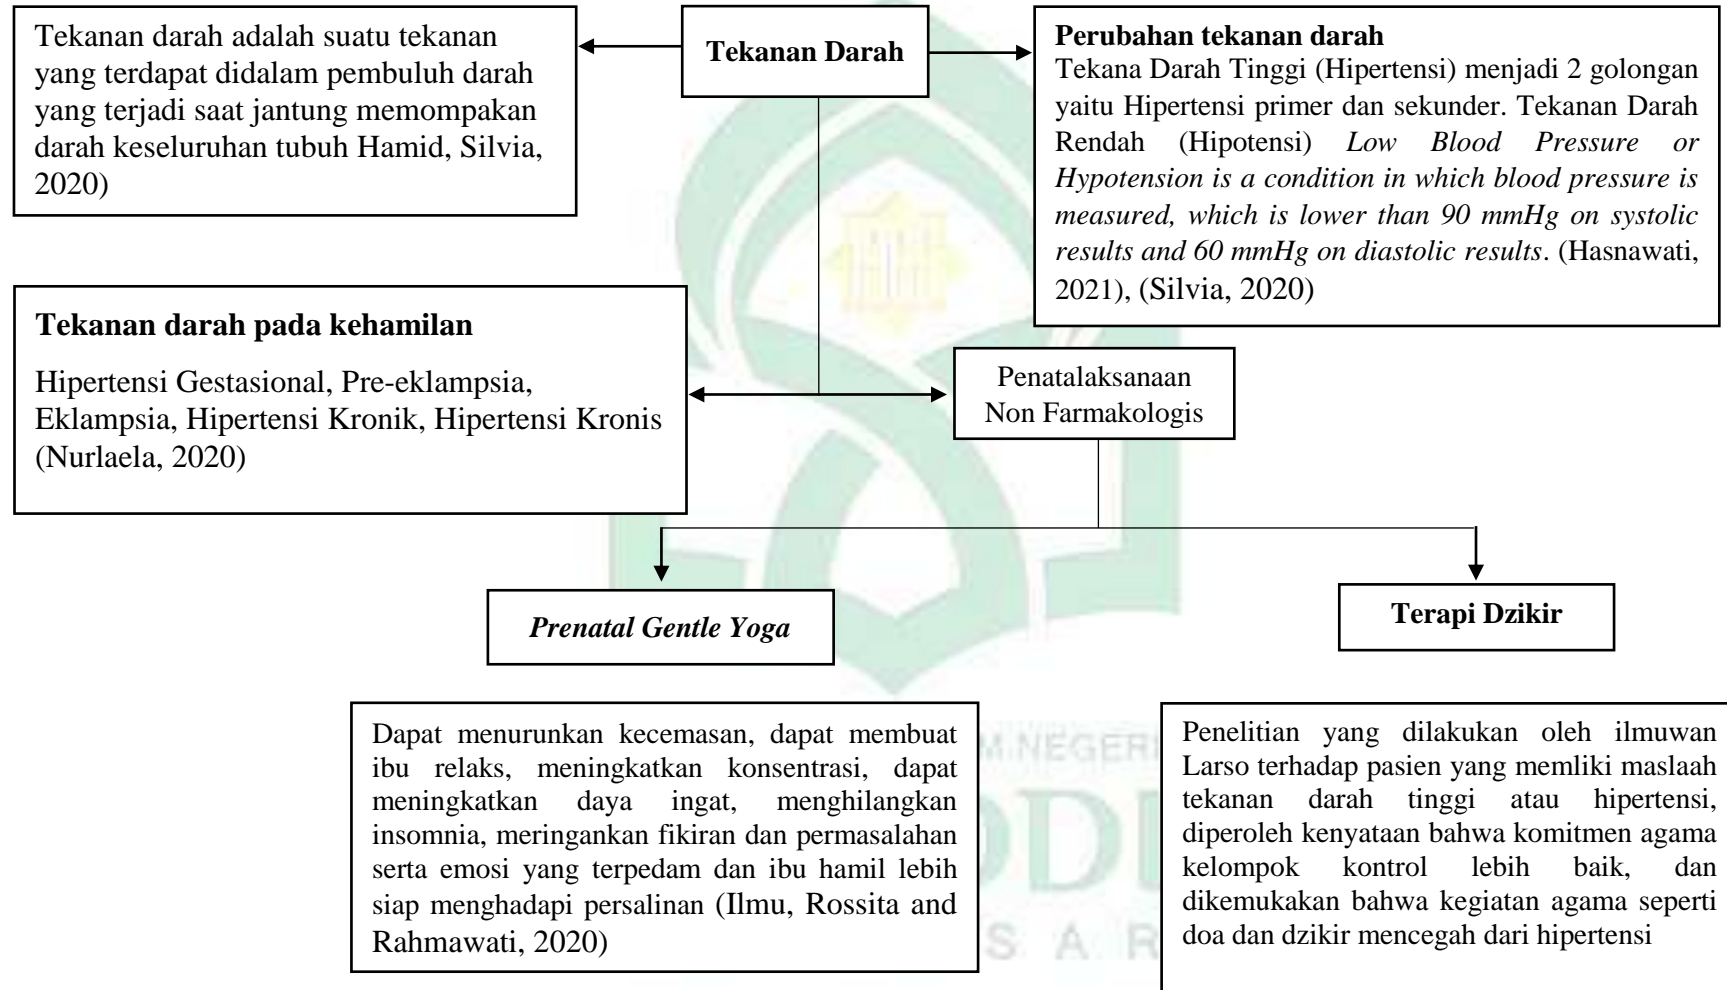 Tekanan darah adalah suatu tekanan
yang terdapat didalam pembuluh darah
yang terjadi saat jantung memompakan
darah keseluruhan tubuh Hamid, Silvia,
2020)
Tekanan Darah
Perubahan tekanan darah
Tekana Darah Tinggi (Hipertensi) menjadi 2 golongan
yaitu Hipertensi primer dan sekunder. Tekanan Darah
Rendah (Hipotensi) Low Blood Pressure or
Hypotension is a condition in which blood pressure is
measured, which is lower than 90 mmHg on systolic
results and 60 mmHg on diastolic results. (Hasnawati,
2021), (Silvia, 2020)
Tekanan darah pada kehamilan
Hipertensi Gestasional, Pre-eklampsia,
Eklampsia, Hipertensi Kronik, Hipertensi Kronis
(Nurlaela, 2020)
Penatalaksanaan
Non Farmakologis
Prenatal Gentle Yoga
Terapi Dzikir
Dapat menurunkan kecemasan, dapat membuat
ibu relaks, meningkatkan konsentrasi, dapat
meningkatkan daya ingat, menghilangkan
insomnia, meringankan fikiran dan permasalahan
serta emosi yang terpedam dan ibu hamil lebih
siap menghadapi persalinan (Ilmu, Rossita and
Rahmawati, 2020)
Penelitian yang dilakukan oleh ilmuwan
Larso terhadap pasien yang memliki maslaah
tekanan darah tinggi atau hipertensi,
diperoleh kenyataan bahwa komitmen agama
kelompok kontrol lebih baik, dan
dikemukakan bahwa kegiatan agama seperti
doa dan dzikir mencegah dari hipertensi